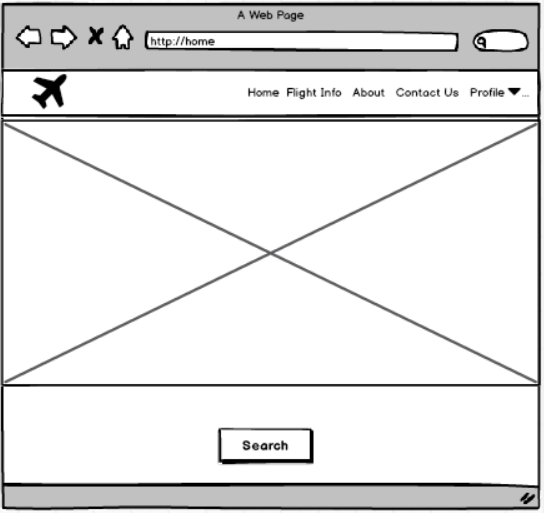 A Web Page
http://home
Home Flight Info About Contact Us Profile ...
Search